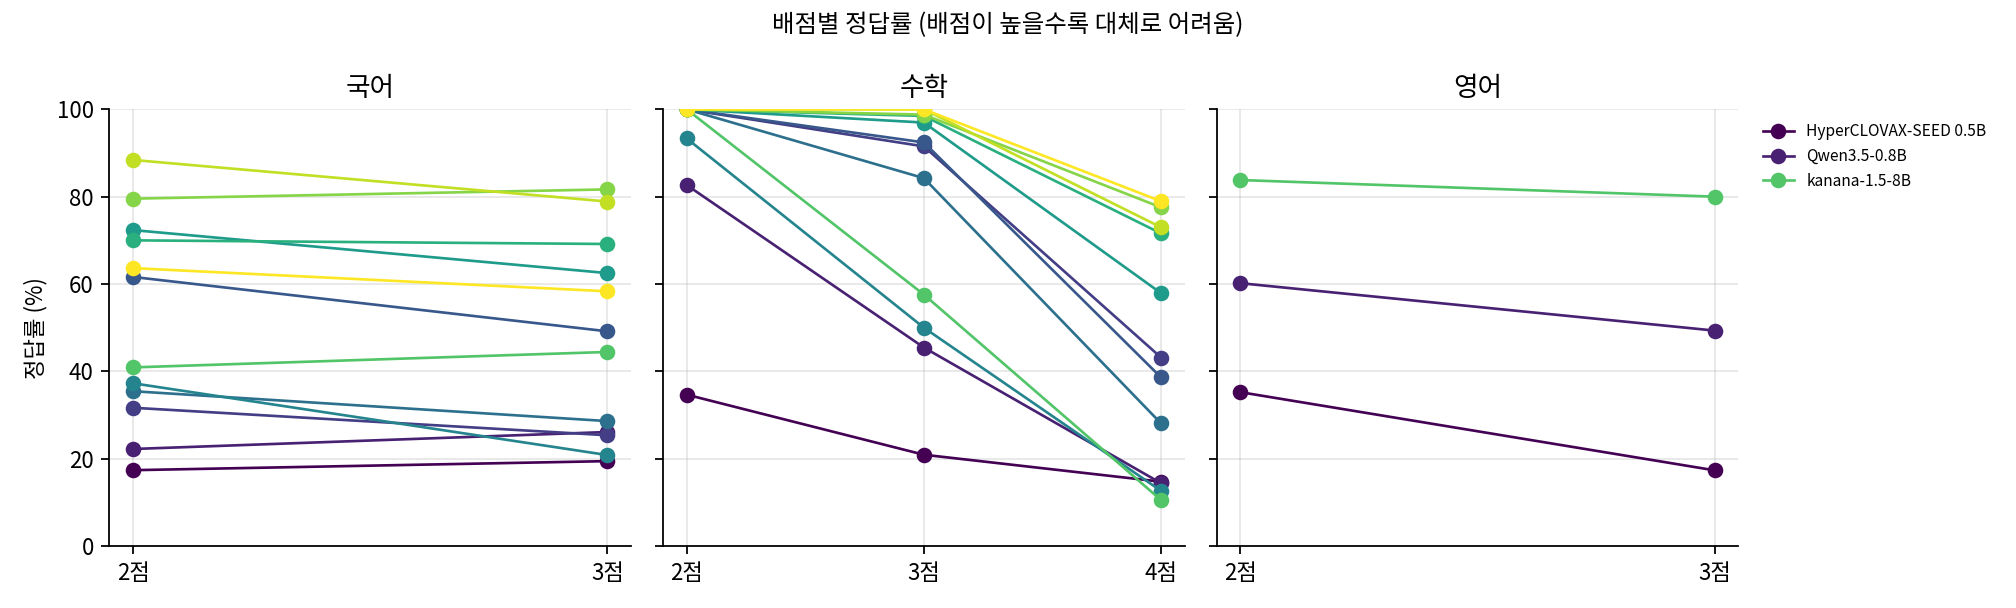 배점별 정답률 (배점이 높을수록 대체로 어려움)
국어
수학
영어
정답률 (%)
100
80
60
40
20
0
2점
3점
2점
3점
4점
2점
3점
HyperCLOVAX-SEED 0.5B
Qwen3.5-0.8B
kanana-1.5-8B